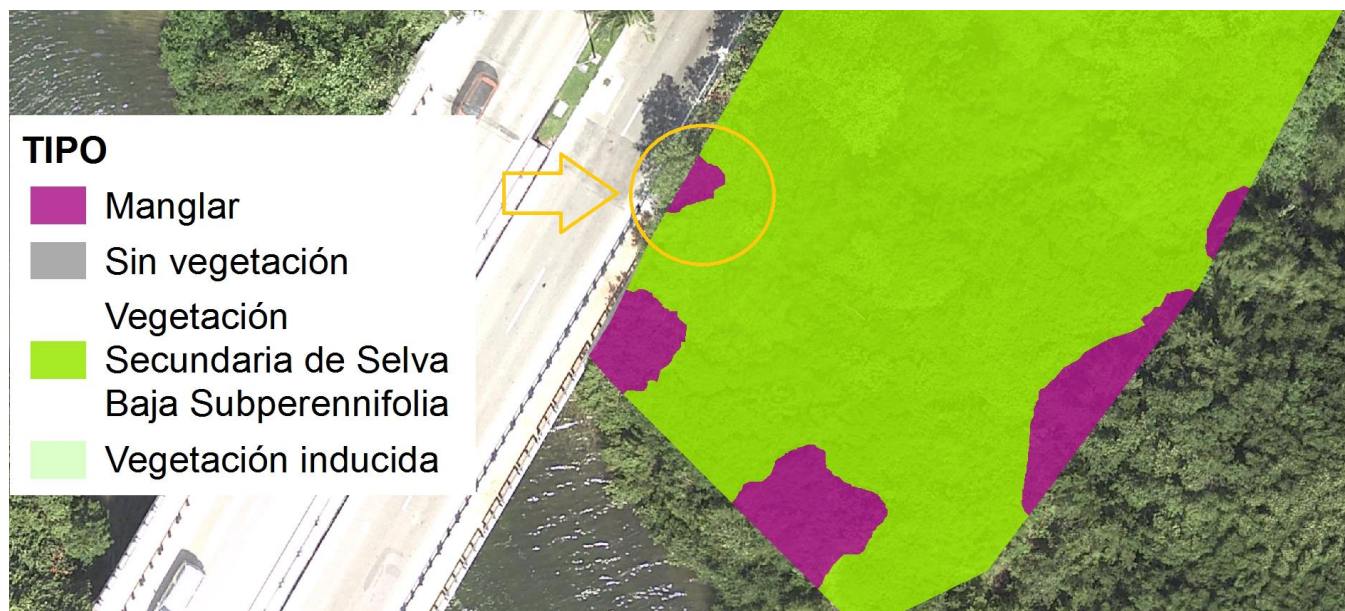 TIPO
Manglar
Sin vegetación
Vegetación
Secundaria de Selva
Baja Subperennifolia
Vegetación inducida